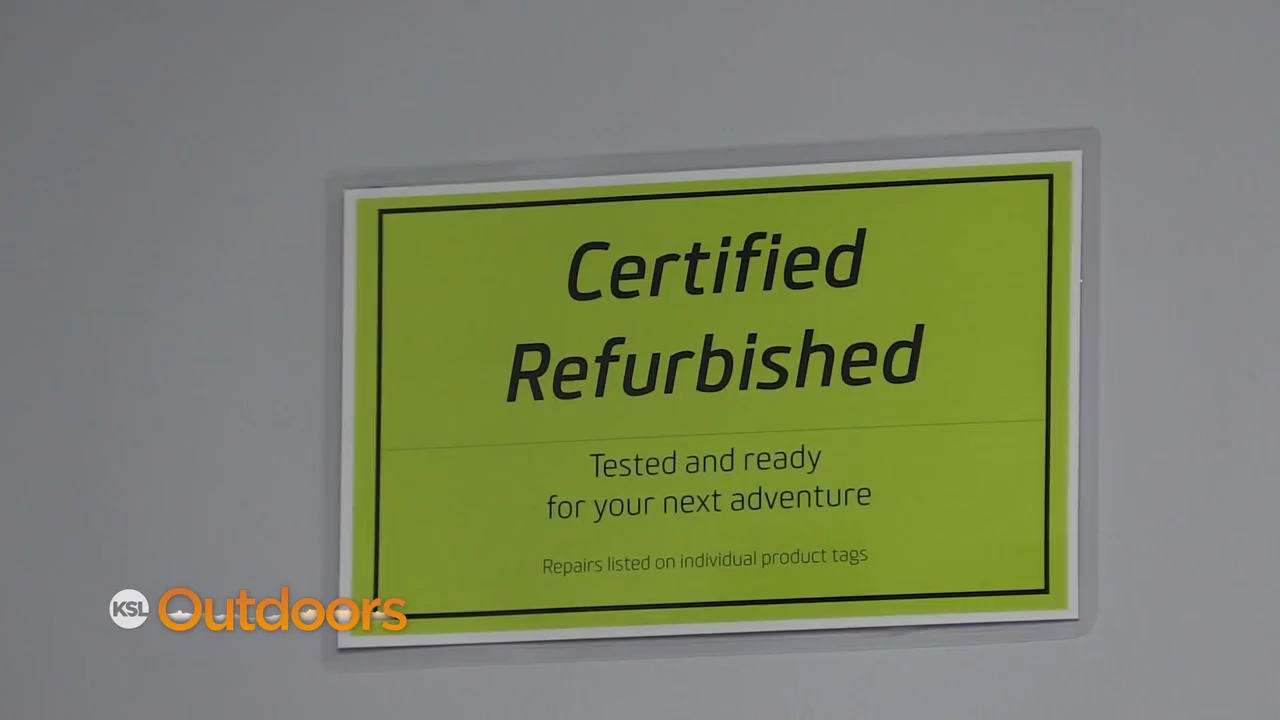 Certified
Refurbished
Tested and ready
for your next adventure
Repairs listed on individual product tags
KSL Outdoors